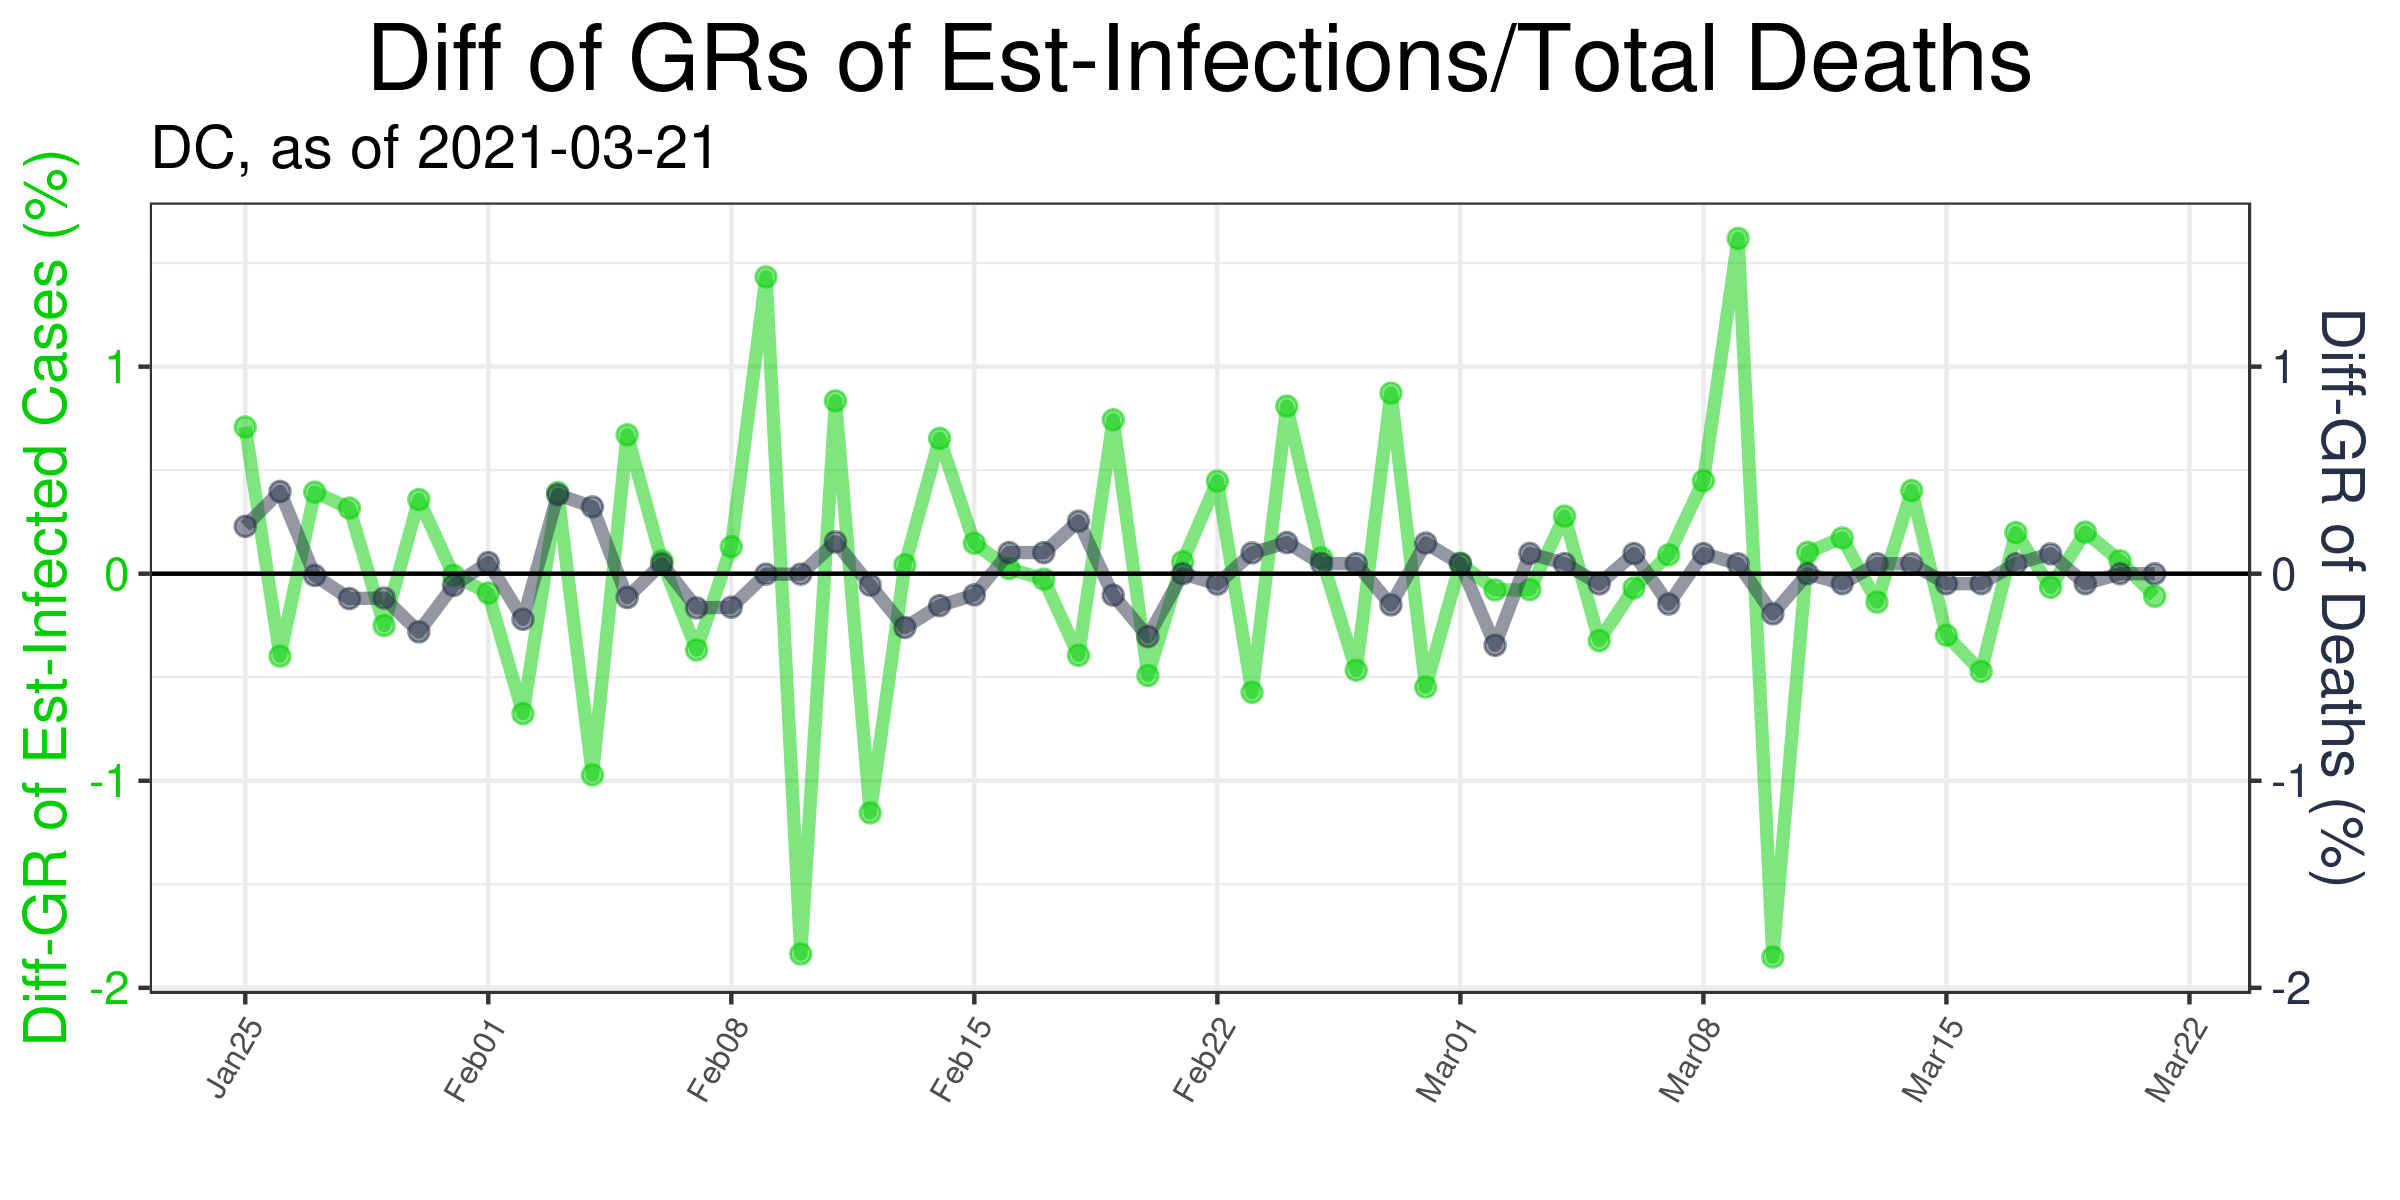 Diff of GRs of Est-Infections/Total Deaths
DC, as of 2021-03-21
Diff-GR of Est-Infected Cases (%)
1
0
-1
-2
1
0
-1
-2
Diff-GR of Deaths (%)
Jan25
Feb01
Feb08
Feb15
Feb22
Mar01
Mar08
Mar15
Mar22